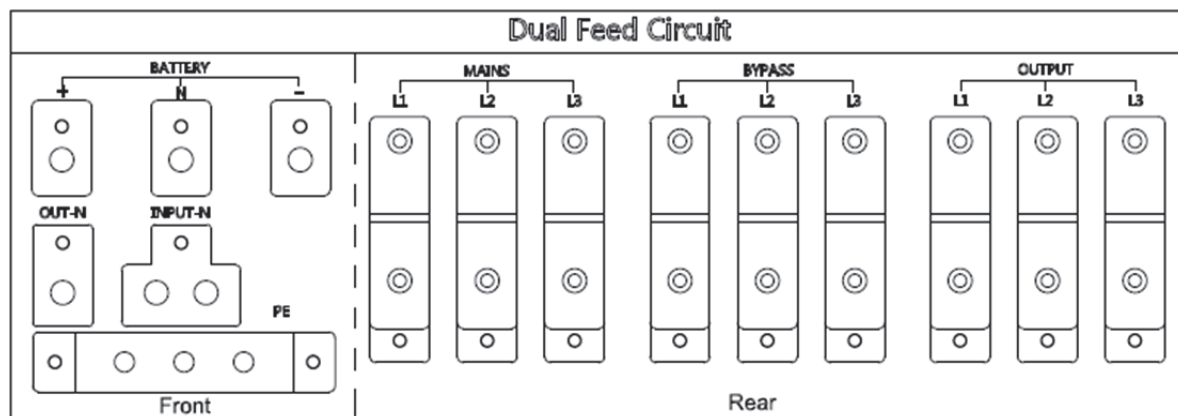 Dual Feed Circuit
BATTERY
+ N -
OUT-N INPUT-N
PE
Front
MAINS BYPASS OUTPUT
L1 L2 L3 L1 L2 L3 L1 L2 L3
Rear